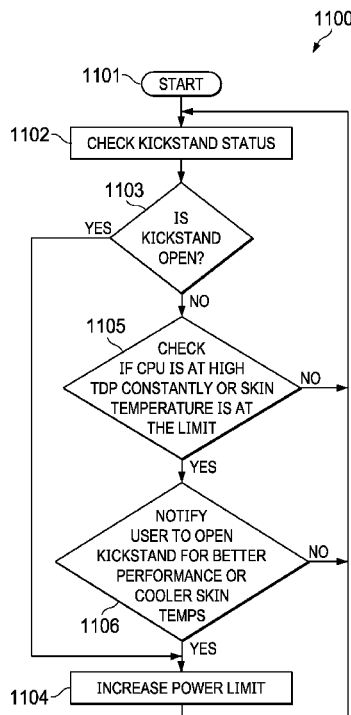 1100
1101
START
1102
CHECK KICKSTAND STATUS
1103
IS
KICKSTAND
OPEN?
YES
NO
1105
CHECK
IF CPU IS AT HIGH
TDP CONSTANTLY OR SKIN
TEMPERATURE IS AT
THE LIMIT
NO
YES
NOTIFY
USER TO OPEN
KICKSTAND FOR BETTER
PERFORMANCE OR
COOLER SKIN
TEMPS
NO
1106
YES
1104
INCREASE POWER LIMIT